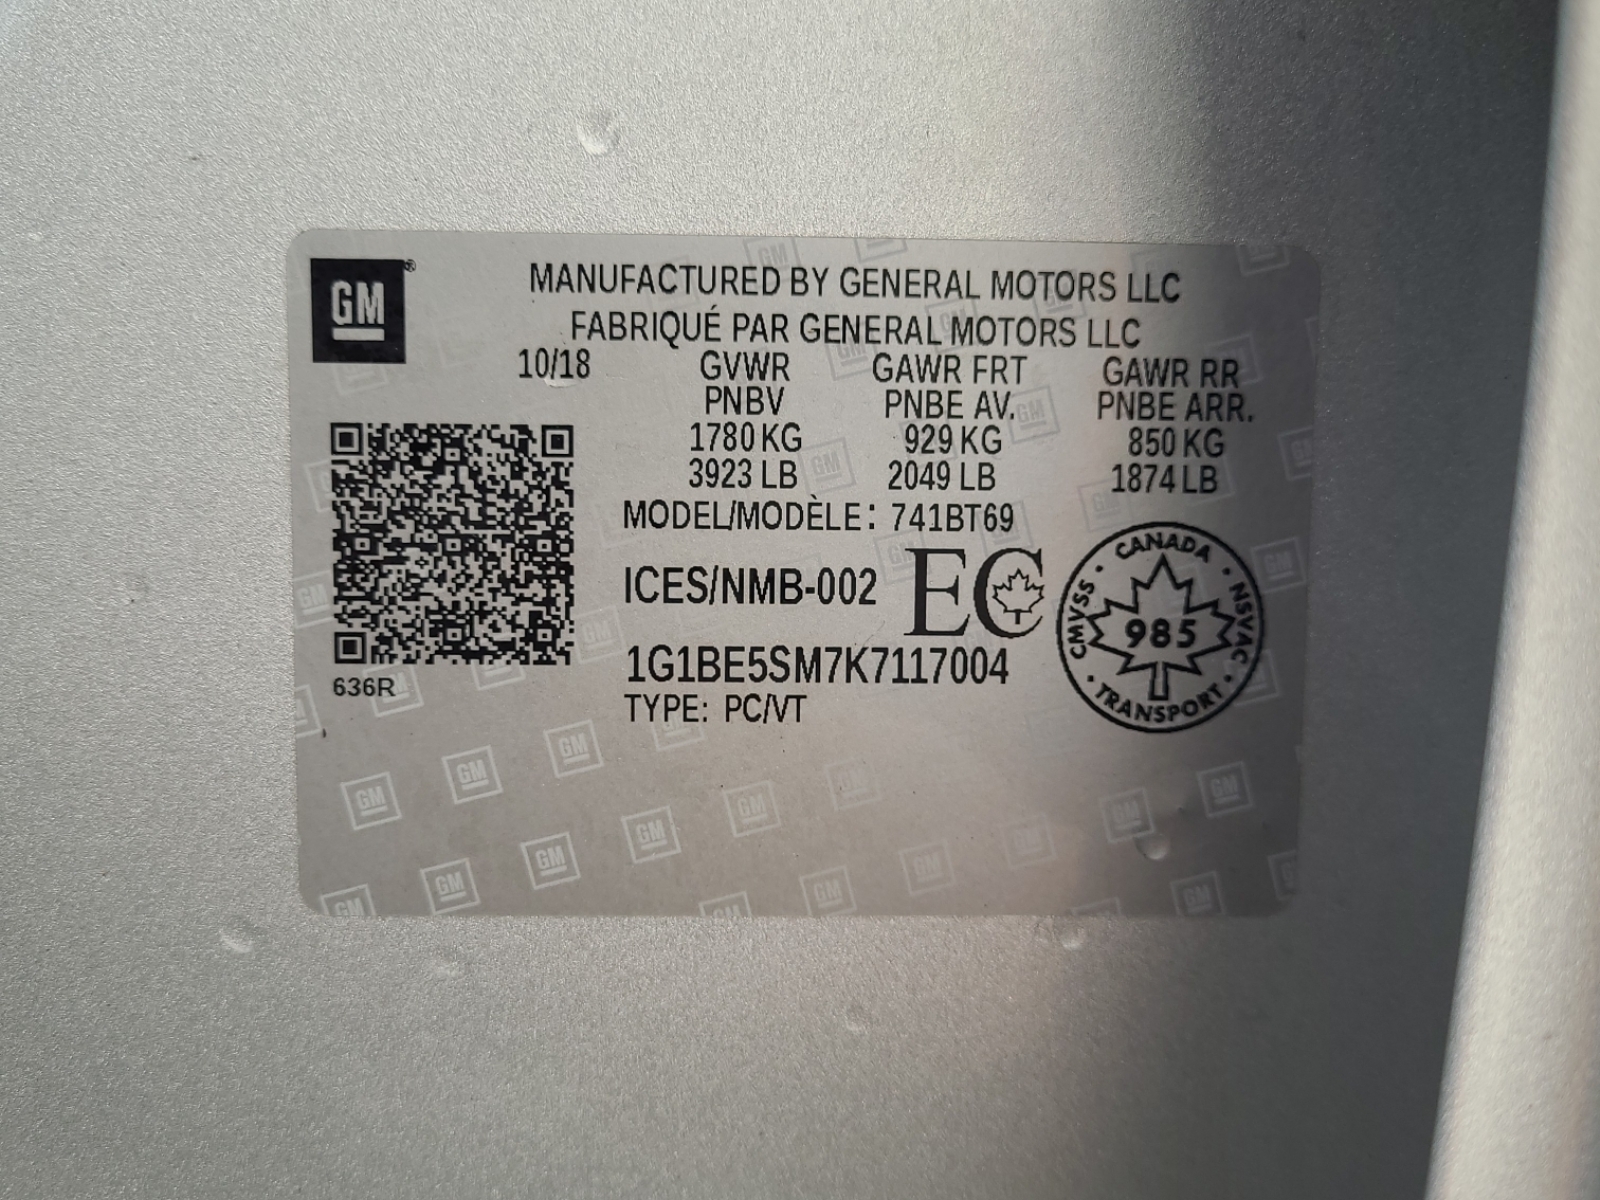 GM®
MANUFACTURED BY GENERAL MOTORS LLC
FABRIQUÉ PAR GENERAL MOTORS LLC
10/18 GVWR GAWR FRT GAWR RR
PNBV PNBE AV. PNBE ARR.
1780 KG 929 KG 850 KG
3923 LB 2049 LB 1874 LB
MODEL/MODÈLE: 741BT69
ICES/NMB-002 EC
CANADA
CMVSS · NSVAC
985
· TRANSPORT ·
1G1BE5SM7K7117004
636R
TYPE: PC/VT